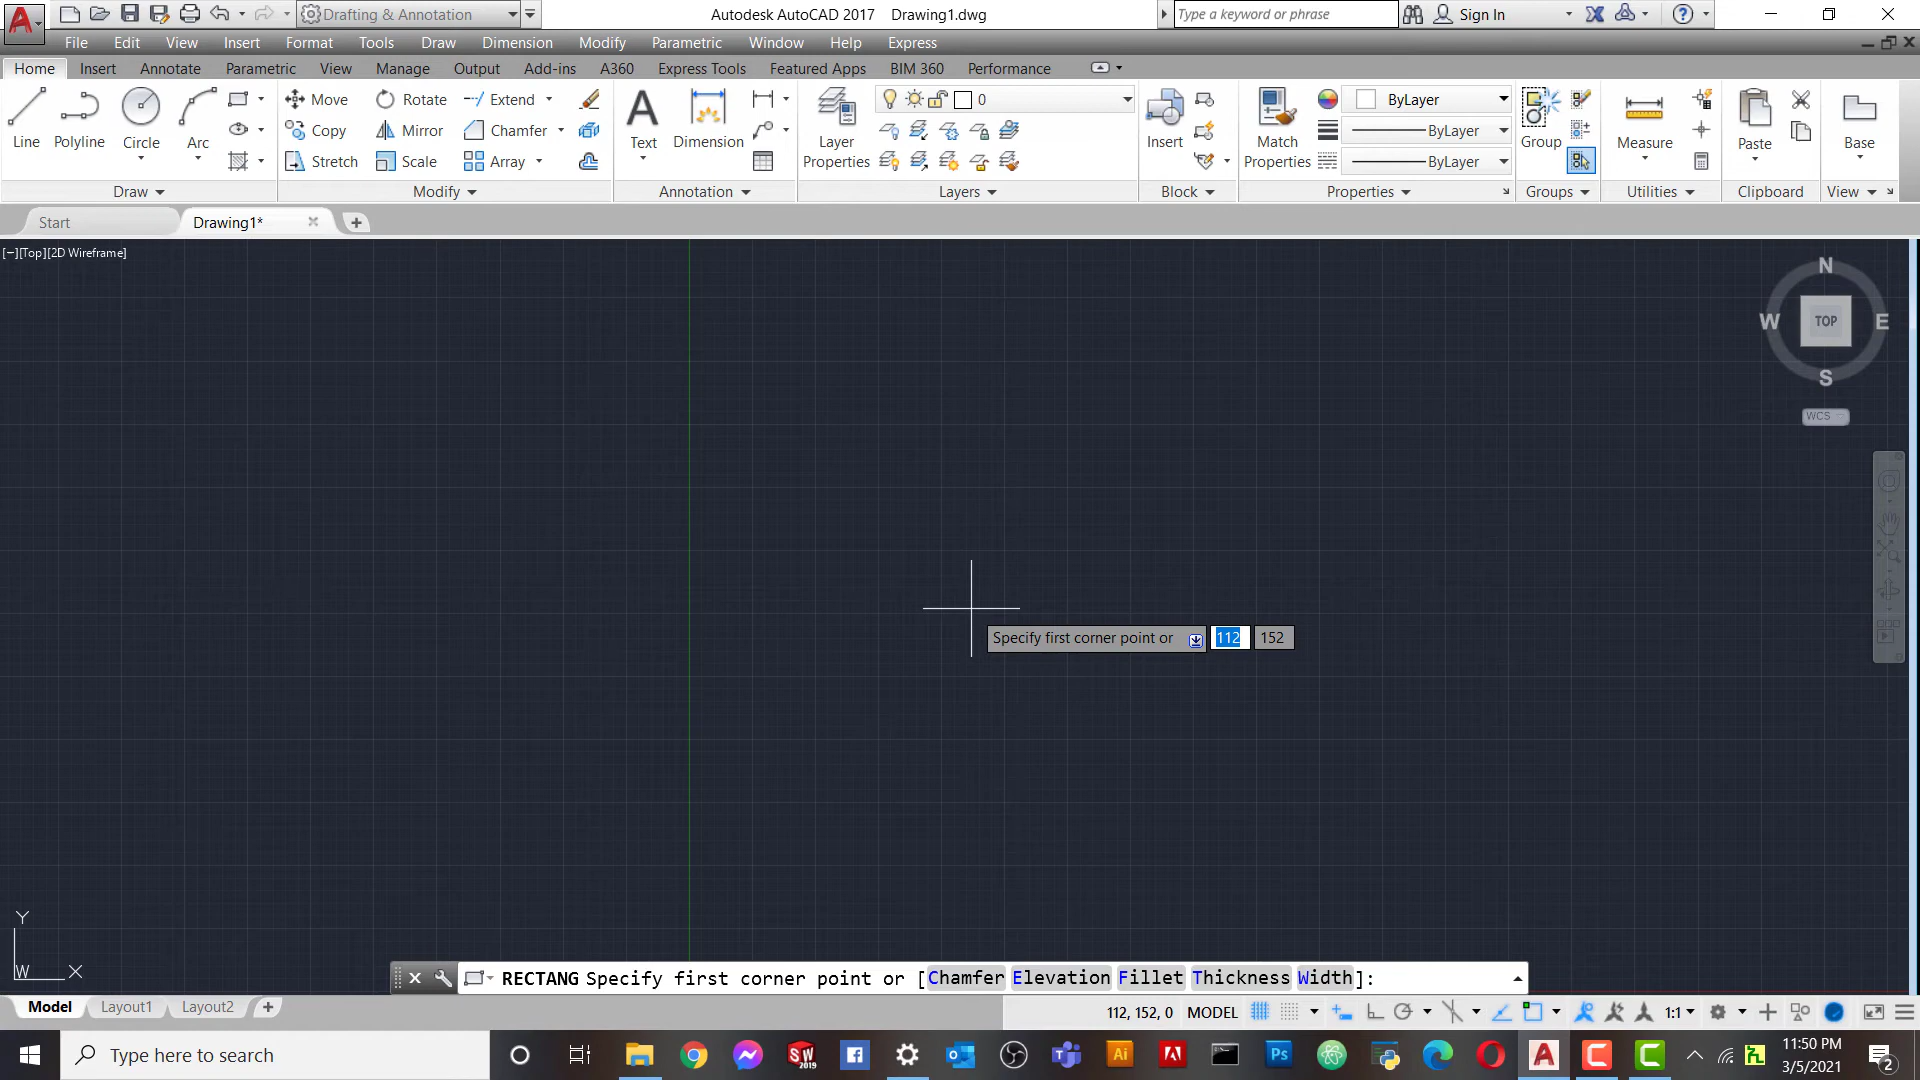 Drafting & Annotation
Autodesk AutoCAD 2017 Drawing1.dwg
Type a keyword or phrase
Sign In
File Edit View Insert Format Tools Draw Dimension Modify Parametric Window Help Express
Home Insert Annotate Parametric View Manage Output Add-ins A360 Express Tools Featured Apps BIM 360 Performance
Line Polyline Circle Arc
Move Rotate Extend
Copy Mirror Chamfer
Stretch Scale Array
Text Dimension
Layer Properties
0
Insert
Match Properties
ByLayer
ByLayer
ByLayer
Group Measure Paste Base
Draw Modify Annotation Layers Block Properties Groups Utilities Clipboard View
Start Drawing1*
[−][Top][2D Wireframe]
N
W TOP E
S
WCS
Specify first corner point or 112 152
Y
W X
RECTANG Specify first corner point or [Chamfer Elevation Fillet Thickness Width]:
Model Layout1 Layout2
112, 152, 0 MODEL 1:1
Type here to search
SW 2019
Ai
Ps
11:50 PM
3/5/2021
2